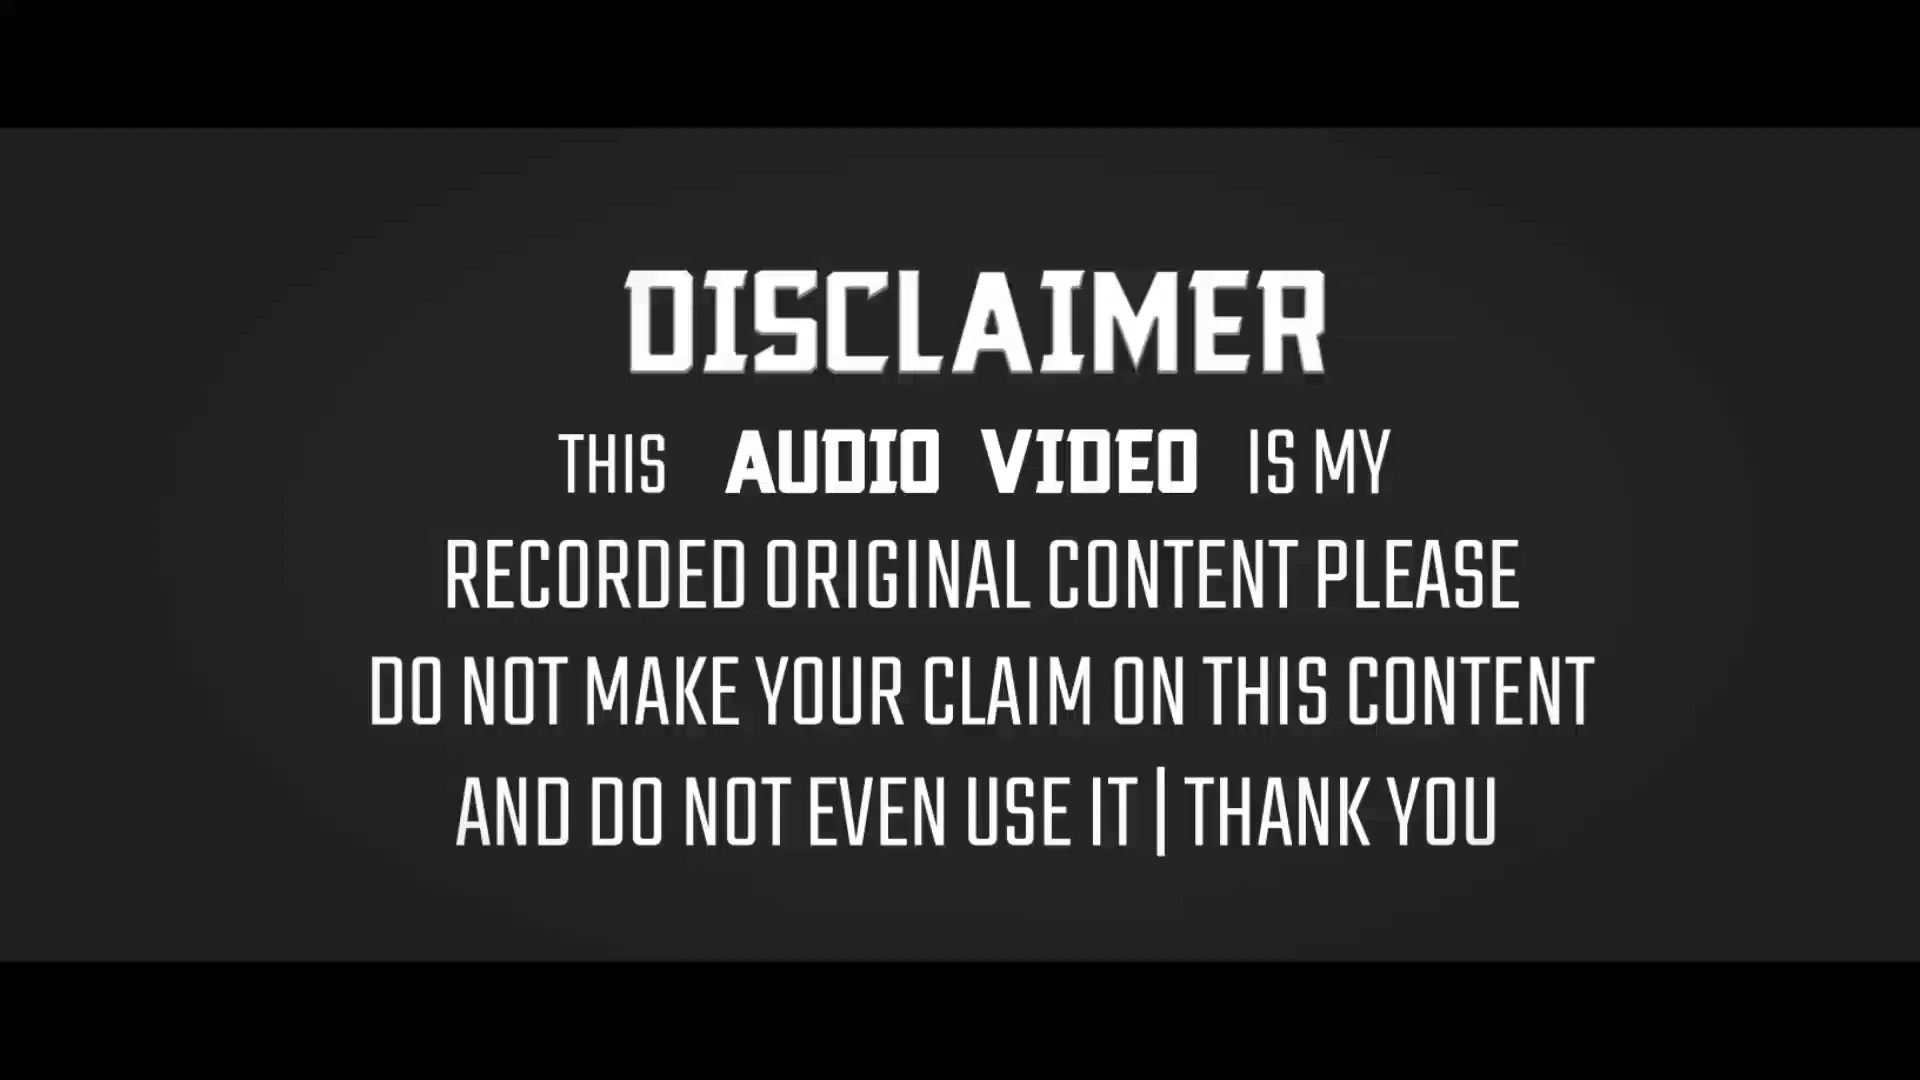 DISCLAIMER
THIS AUDIO VIDEO IS MY
RECORDED ORIGINAL CONTENT PLEASE
DO NOT MAKE YOUR CLAIM ON THIS CONTENT
AND DO NOT EVEN USE IT | THANK YOU